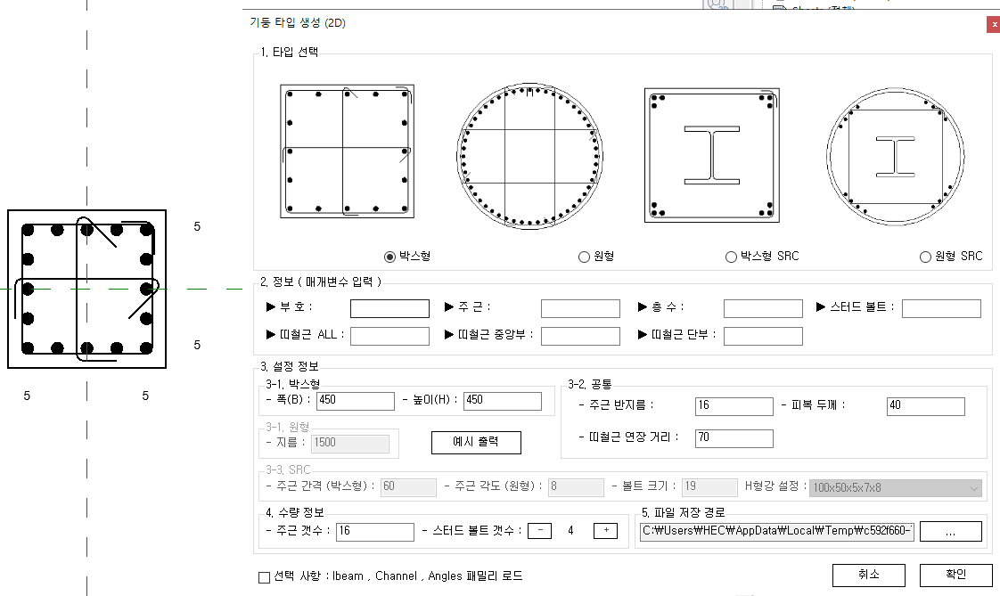 기둥 타입 생성 (2D)
x
1. 타입 선택
박스형
원형
박스형 SRC
원형 SRC
2. 정보 ( 매개변수 입력 )
▶ 부 호 :
▶ 주 근 :
▶ 층 수 :
▶ 스터드 볼트 :
▶ 띠철근 ALL :
▶ 띠철근 중앙부 :
▶ 띠철근 단부 :
3. 설정 정보
3-1. 박스형
- 폭(B) : 450 - 높이(H) : 450
3-1. 원형
- 지름 : 1500
예시 출력
3-2. 공통
- 주근 반지름 : 16 - 피복 두께 : 40
- 띠철근 연장 거리 : 70
3-3. SRC
- 주근 간격 (박스형) : 60 - 주근 각도 (원형) : 8 - 볼트 크기 : 19 H형강 설정 : 100x50x5x7x8
4. 수량 정보
- 주근 갯수 : 16 - 스터드 볼트 갯수 : - 4 +
5. 파일 저장 경로
C:₩Users₩HEC₩AppData₩Local₩Temp₩c592f660-
...
선택 사항 : Ibeam , Channel , Angles 패밀리 로드
취소
확인
5
5
5
5